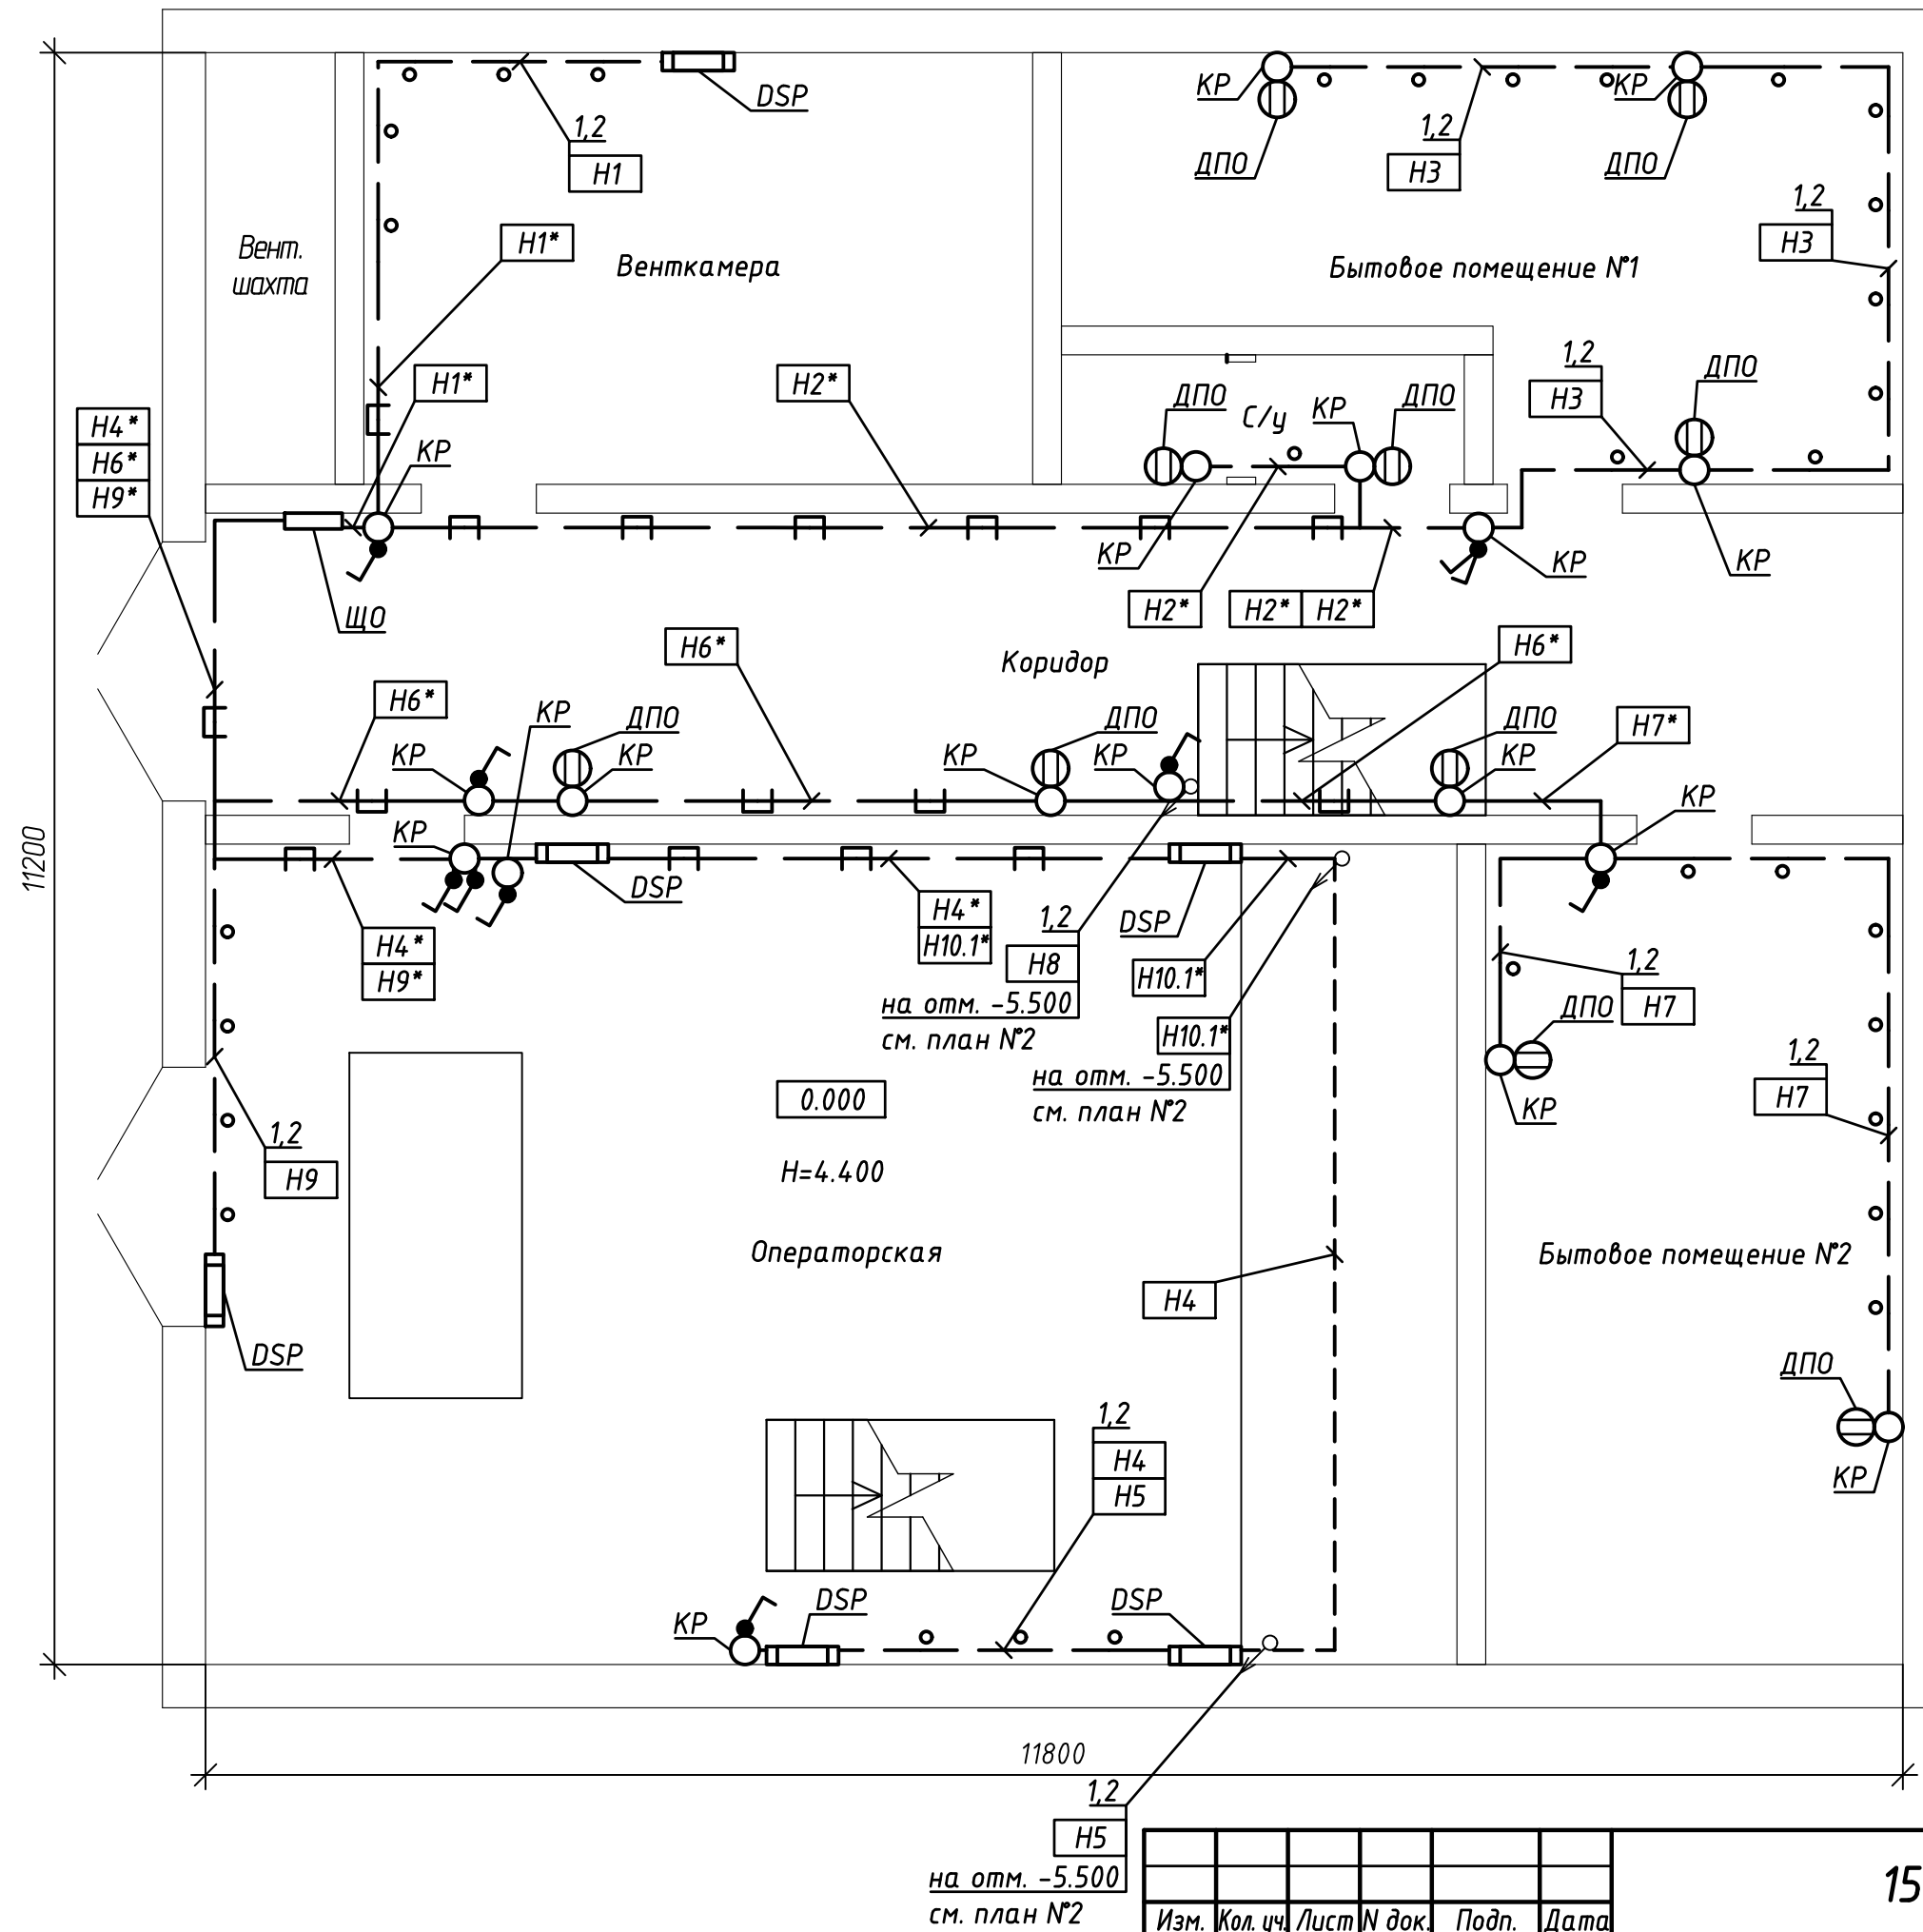 DSP
КР
КР
1,2
Н1
ДПО
1,2
Н3
ДПО
1,2
Н3
Вент.
шахта
Н1*
Венткамера
Бытовое помещение №1
Н1*
Н2*
ДПО
С/у
КР
ДПО
1,2
Н3
ДПО
Н4*
Н6*
Н9*
КР
КР
КР
КР
ЩО
Н2*
Н2*
Н2*
Н6*
Коридор
Н6*
Н6*
КР
ДПО
ДПО
ДПО
Н7*
КР
КР
КР
КР
КР
КР
КР
11200
DSP
Н4*
Н10.1*
1,2
Н8
на отм. -5.500
см. план №2
DSP
Н10.1*
Н4*
Н9*
1,2
Н7
ДПО
Н10.1*
на отм. -5.500
см. план №2
КР
1,2
Н7
0.000
1,2
Н9
Н=4.400
Операторская
Бытовое помещение №2
Н4
DSP
ДПО
1,2
Н4
Н5
КР
КР
DSP
DSP
11800
1,2
Н5
на отм. -5.500
см. план №2
15
Изм. Кол. уч. Лист N док. Подп. Дата